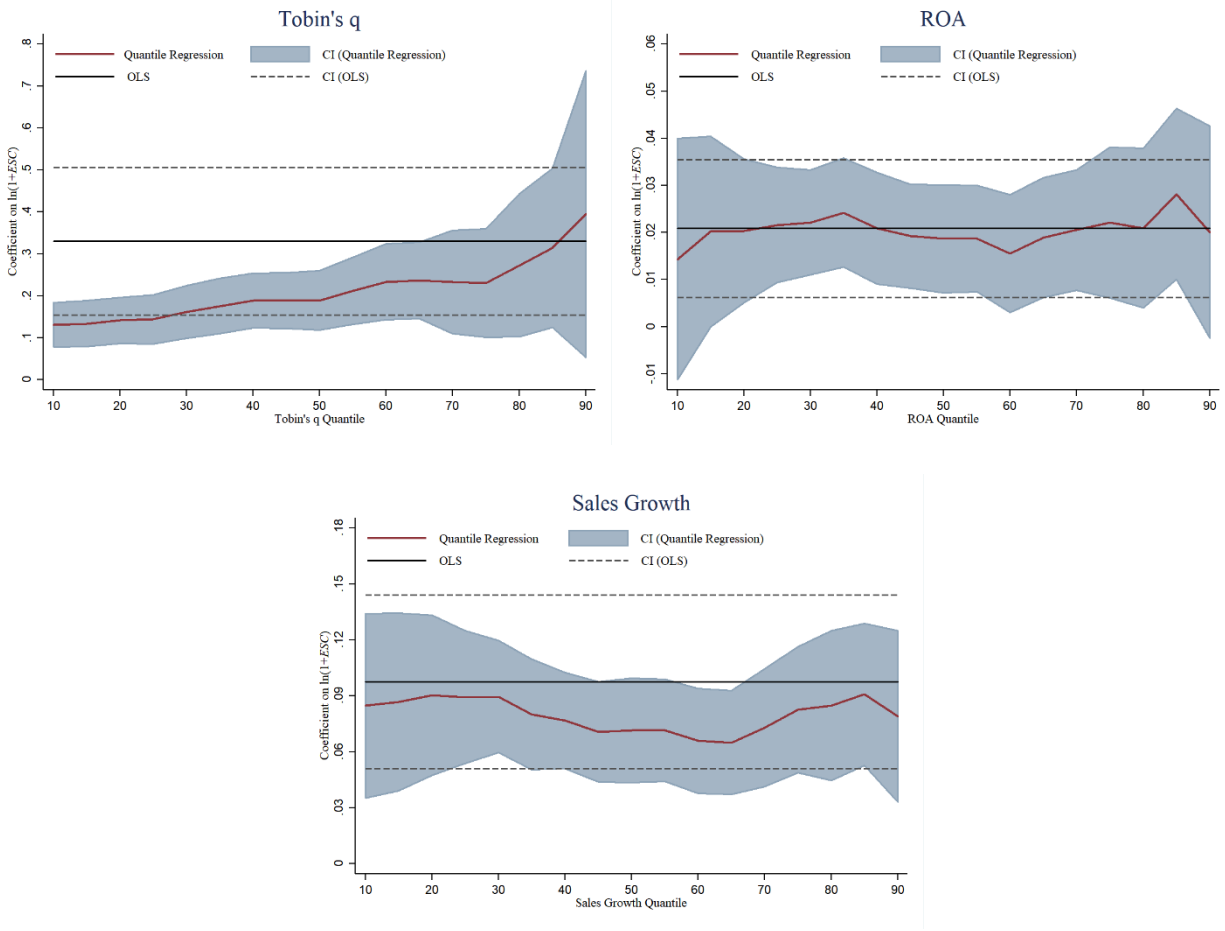 Tobin's q
Quantile Regression
CI (Quantile Regression)
OLS
CI (OLS)
Coefficient on ln(1+ESC)
.8
.7
.6
.5
.4
.3
.2
.1
0
10 20 30 40 50 60 70 80 90
Tobin's q Quantile
ROA
Quantile Regression
CI (Quantile Regression)
OLS
CI (OLS)
Coefficient on ln(1+ESC)
.06
.05
.04
.03
.02
.01
0
-.01
10 20 30 40 50 60 70 80 90
ROA Quantile
Sales Growth
Quantile Regression
CI (Quantile Regression)
OLS
CI (OLS)
Coefficient on ln(1+ESC)
.18
.15
.12
.09
.06
.03
0
10 20 30 40 50 60 70 80 90
Sales Growth Quantile